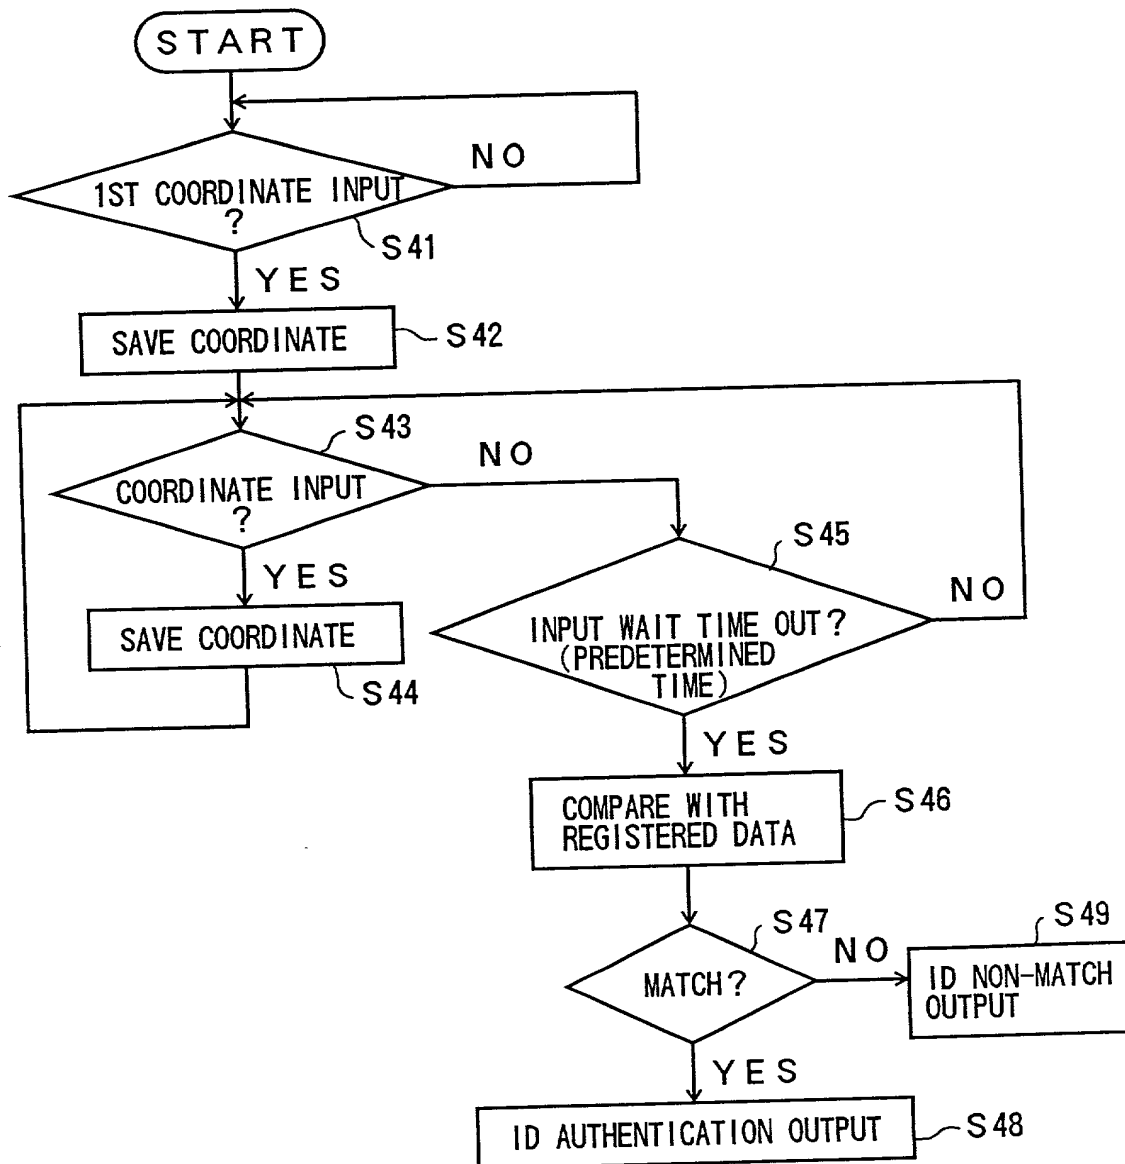 START
NO
1ST COORDINATE INPUT
?
S41
YES
SAVE COORDINATE
S42
S43
NO
COORDINATE INPUT
?
YES
SAVE COORDINATE
S44
S45
NO
INPUT WAIT TIME OUT?
(PREDETERMINED
TIME)
YES
COMPARE WITH
REGISTERED DATA
S46
S47
MATCH?
NO
S49
ID NON-MATCH
OUTPUT
YES
ID AUTHENTICATION OUTPUT
S48